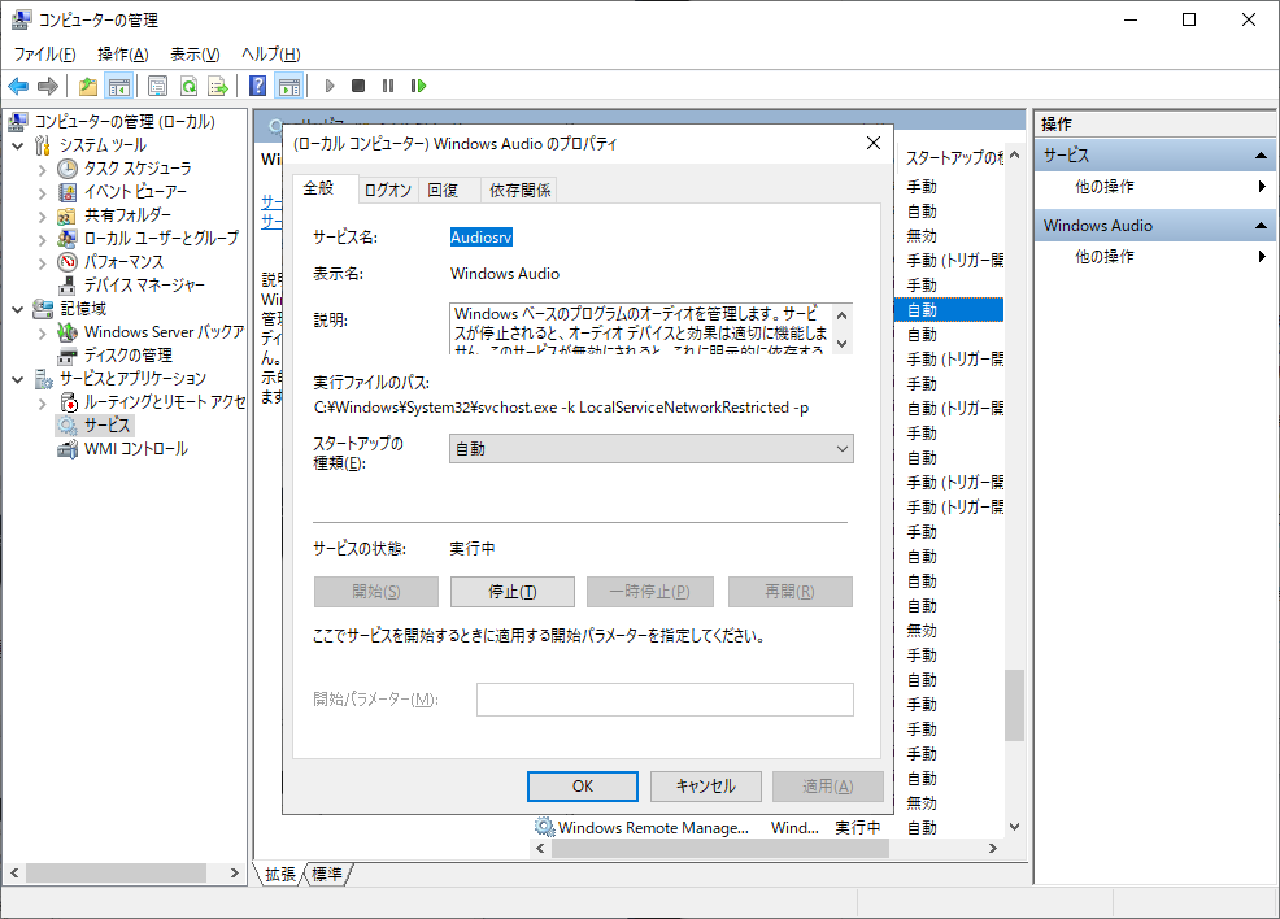 コンピューターの管理
ファイル(F) 操作(A) 表示(V) ヘルプ(H)
コンピューターの管理 (ローカル)
システム ツール
タスク スケジューラ
イベント ビューアー
共有フォルダー
ローカル ユーザーとグループ
パフォーマンス
デバイス マネージャー
記憶域
Windows Server バックア
ディスクの管理
サービスとアプリケーション
ルーティングとリモート アクセ
サービス
WMI コントロール
(ローカル コンピューター) Windows Audio のプロパティ
全般 ログオン 回復 依存関係
サービス名: Audiosrv
表示名: Windows Audio
説明: Windows ベースのプログラムのオーディオを管理します。サービ
スが停止されると、オーディオ デバイスと効果は適切に機能しま
せん。このサービスが無効にされると、これに明示的に依存する
実行ファイルのパス:
C:¥Windows¥System32¥svchost.exe -k LocalServiceNetworkRestricted -p
スタートアップの
種類(E): 自動
サービスの状態: 実行中
開始(S) 停止(T) 一時停止(P) 再開(R)
ここでサービスを開始するときに適用する開始パラメーターを指定してください。
開始パラメーター(M):
OK キャンセル 適用(A)
Windows Remote Manage... Wind... 実行中 自動
スタートアップの種
手動
自動
無効
手動 (トリガー開
手動
自動
自動
手動 (トリガー開
手動
自動 (トリガー開
手動
自動
手動 (トリガー開
手動 (トリガー開
手動
自動
自動
自動
無効
手動
自動
手動
手動
手動
自動
無効
拡張 標準
操作
サービス
他の操作
Windows Audio
他の操作